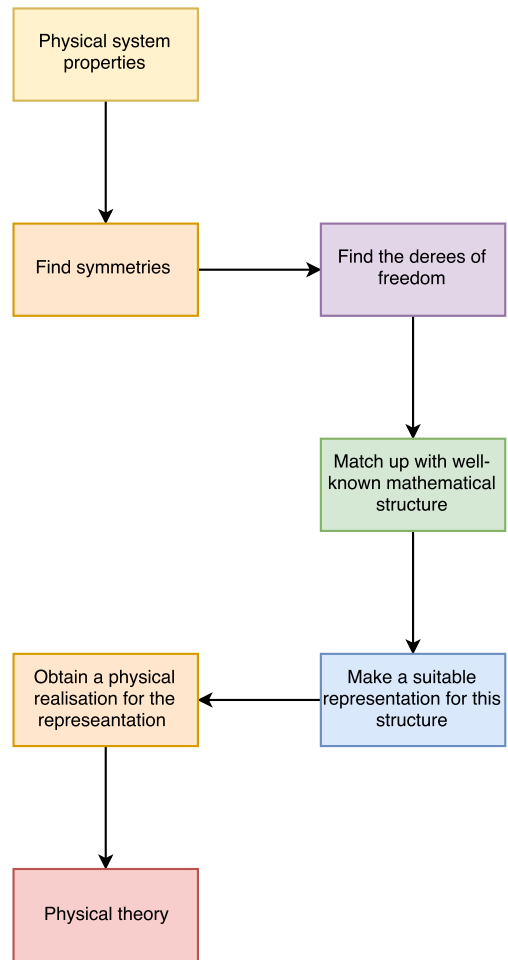 Physical system
properties
Find symmetries
Find the derees of
freedom
Match up with well-
known mathematical
structure
Make a suitable
representation for this
structure
Obtain a physical
realisation for the
represeantation
Physical theory